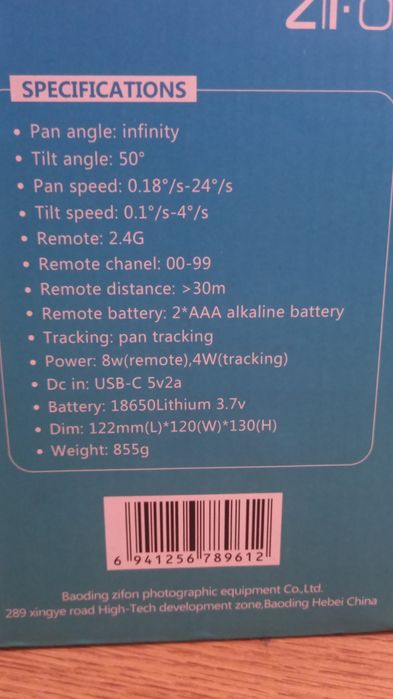 ZIFO
SPECIFICATIONS
• Pan angle: infinity
• Tilt angle: 50°
• Pan speed: 0.18°/s-24°/s
• Tilt speed: 0.1°/s-4°/s
• Remote: 2.4G
• Remote chanel: 00-99
• Remote distance: >30m
• Remote battery: 2*AAA alkaline battery
• Tracking: pan tracking
• Power: 8w(remote),4W(tracking)
• Dc in: USB-C 5v2a
• Battery: 18650Lithium 3.7v
• Dim: 122mm(L)*120(W)*130(H)
• Weight: 855g
6 941256 789612
Baoding zifon photographic equipment Co.,Ltd.
289 xingye road High-Tech development zone,Baoding Hebei China